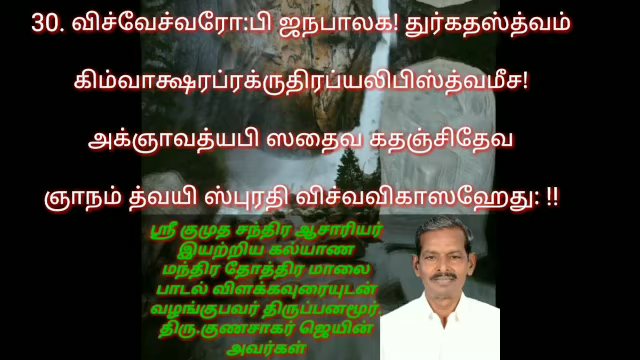 30. விச்வேச்வரோ:பி ஜநபாலக! துர்கதஸ்த்வம்
கிம்வாக்ஷரப்ரக்ருதிரப்யலிபிஸ்த்வமீச!
அக்ஞாவத்யபி ஸதைவ கதஞ்சிதேவ
ஞாநம் த்வயி ஸ்புரதி விச்வவிகாஸஹேது: !!
ஸ்ரீ குமுத சந்திர ஆசாரியர்
இயற்றிய கல்யாண
மந்திர தோத்திர மாலை
பாடல் விளக்கவுரையுடன்
வழங்குபவர் திருப்பனமூர்.
திரு.குணசாகர் ஜெயின்
அவர்கள்